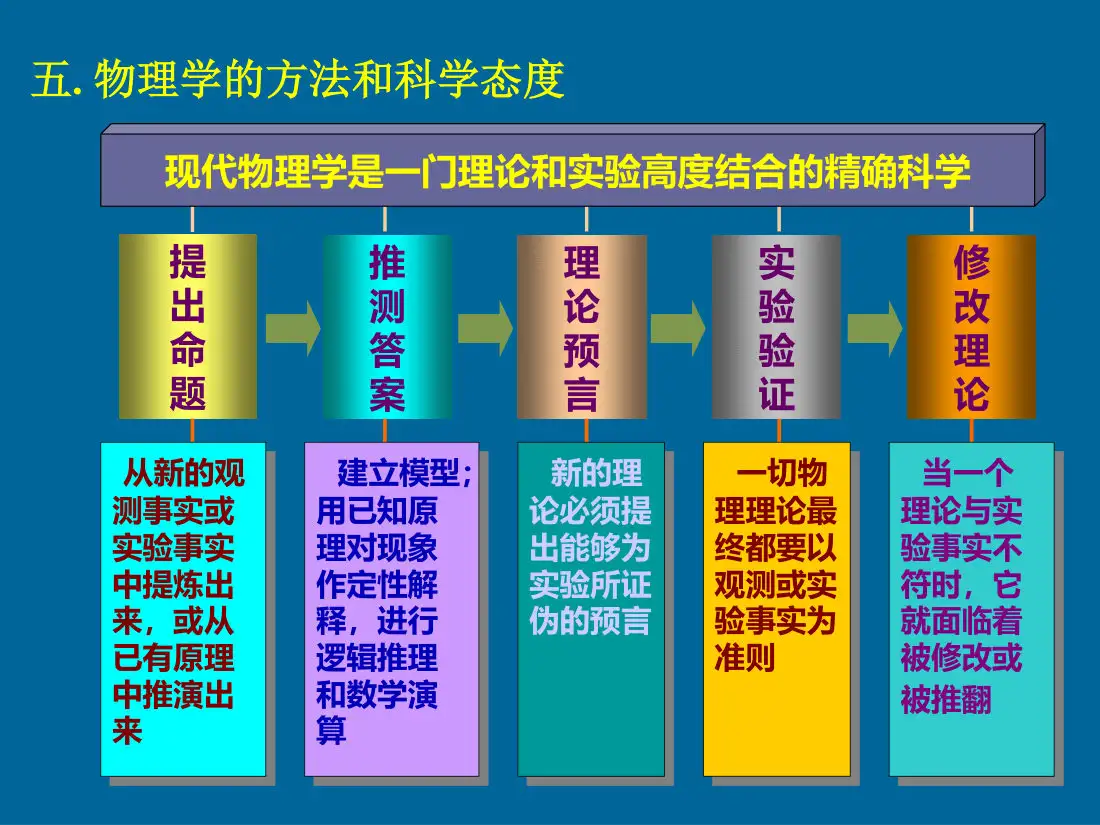 五. 物理学的方法和科学态度
现代物理学是一门理论和实验高度结合的精确科学
提
出
命
题
推
测
答
案
理
论
预
言
实
验
验
证
修
改
理
论
从新的观
测事实或
实验事实
中提炼出
来，或从
已有原理
中推演出
来
建立模型；
用已知原
理对现象
作定性解
释，进行
逻辑推理
和数学演
算
新的理
论必须提
出能够为
实验所证
伪的预言
一切物
理理论最
终都要以
观测或实
验事实为
准则
当一个
理论与实
验事实不
符时，它
就面临着
被修改或
被推翻